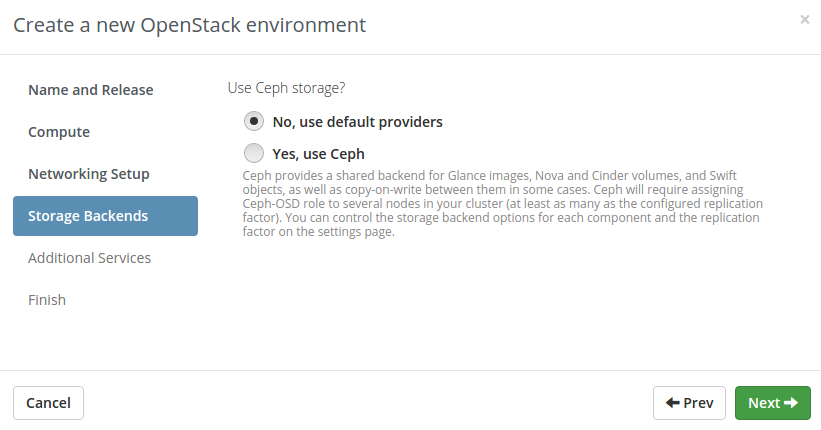 Create a new OpenStack environment
×
Name and Release
Compute
Networking Setup
Storage Backends
Additional Services
Finish
Use Ceph storage?
No, use default providers
Yes, use Ceph
Ceph provides a shared backend for Glance images, Nova and Cinder volumes, and Swift
objects, as well as copy-on-write between them in some cases. Ceph will require assigning
Ceph-OSD role to several nodes in your cluster (at least as many as the configured replication
factor). You can control the storage backend options for each component and the replication
factor on the settings page.
Cancel
Prev
Next